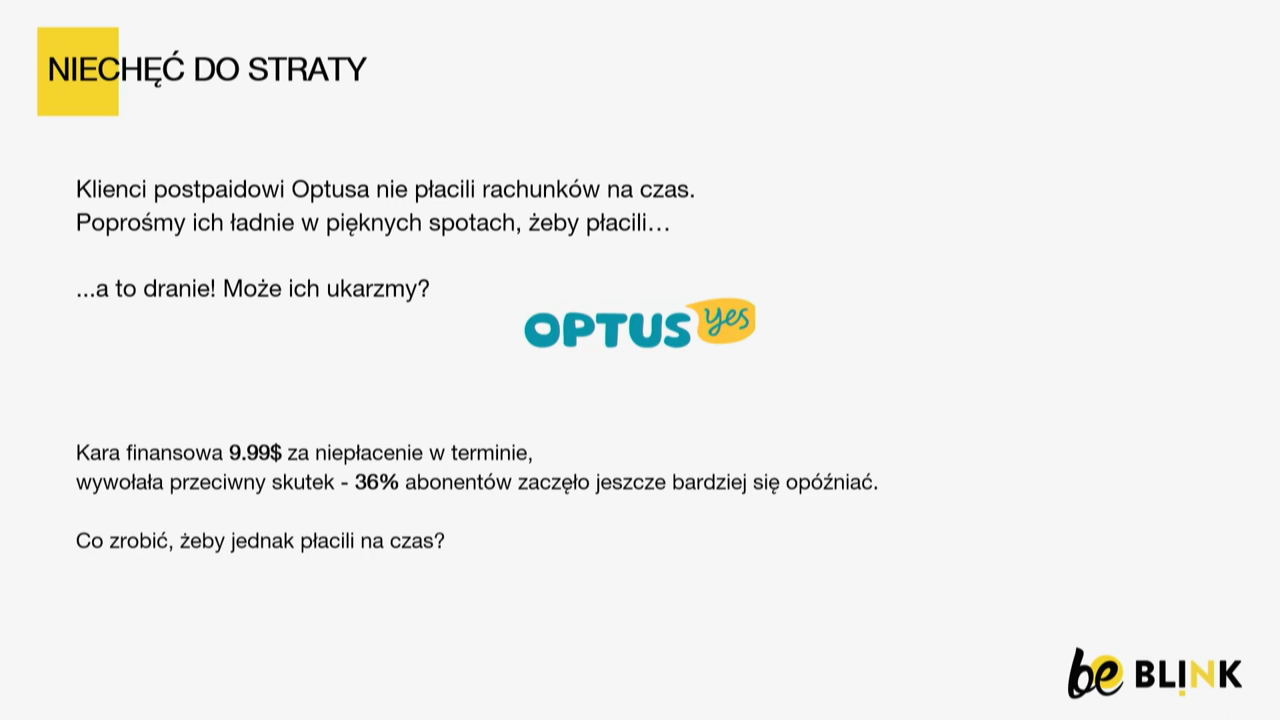 NIECHĘĆ DO STRATY
Klienci postpaidowi Optusa nie płacili rachunków na czas.
Poprośmy ich ładnie w pięknych spotach, żeby płacili…
...a to dranie! Może ich ukarzmy?
OPTUS yes
Kara finansowa 9.99$ za niepłacenie w terminie,
wywołała przeciwny skutek - 36% abonentów zaczęło jeszcze bardziej się opóźniać.
Co zrobić, żeby jednak płacili na czas?
be BLINK